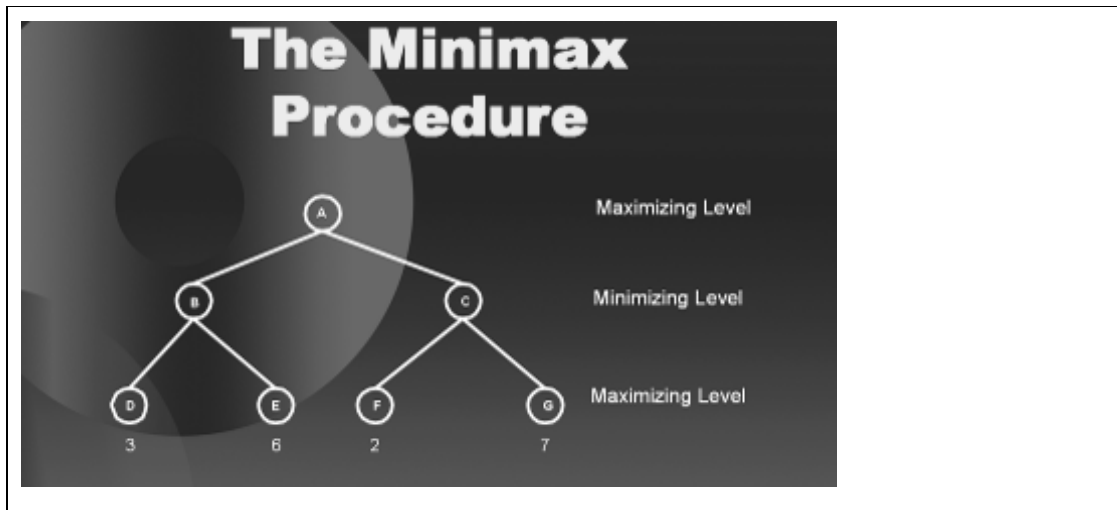 The Minimax
Procedure
A
Maximizing Level
B
C
Minimizing Level
D
E
F
G
Maximizing Level
3
6
2
7